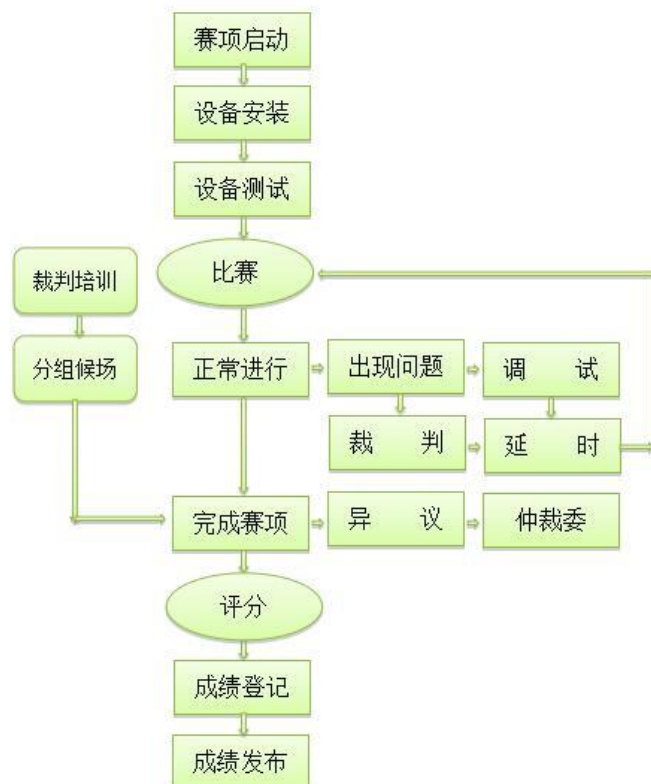 赛项启动
设备安装
设备测试
比赛
裁判培训
分组候场
正常进行
出现问题
调 试
裁 判
延 时
完成赛项
异 议
仲裁委
评分
成绩登记
成绩发布